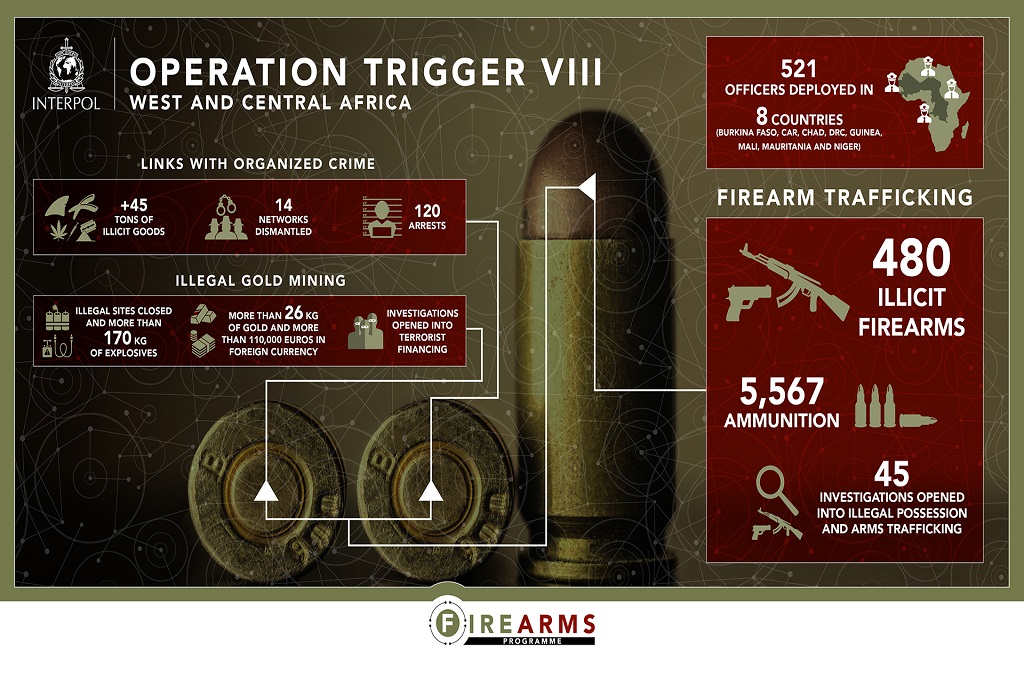 INTERPOL
OPERATION TRIGGER VIII
WEST AND CENTRAL AFRICA
LINKS WITH ORGANIZED CRIME
+45
TONS OF
ILLICIT GOODS
14
NETWORKS
DISMANTLED
120
ARRESTS
ILLEGAL GOLD MINING
ILLEGAL SITES CLOSED
AND MORE THAN
170 KG
OF EXPLOSIVES
MORE THAN 26 KG
OF GOLD AND MORE
THAN 110,000 EUROS IN
FOREIGN CURRENCY
INVESTIGATIONS
OPENED INTO
TERRORIST
FINANCING
521
OFFICERS DEPLOYED IN
8 COUNTRIES
(BURKINA FASO, CAR, CHAD, DRC, GUINEA,
MALI, MAURITANIA AND NIGER)
FIREARM TRAFFICKING
480
ILLICIT
FIREARMS
5,567
AMMUNITION
45
INVESTIGATIONS OPENED
INTO ILLEGAL POSSESSION
AND ARMS TRAFFICKING
B
B
FIREARMS
PROGRAMME